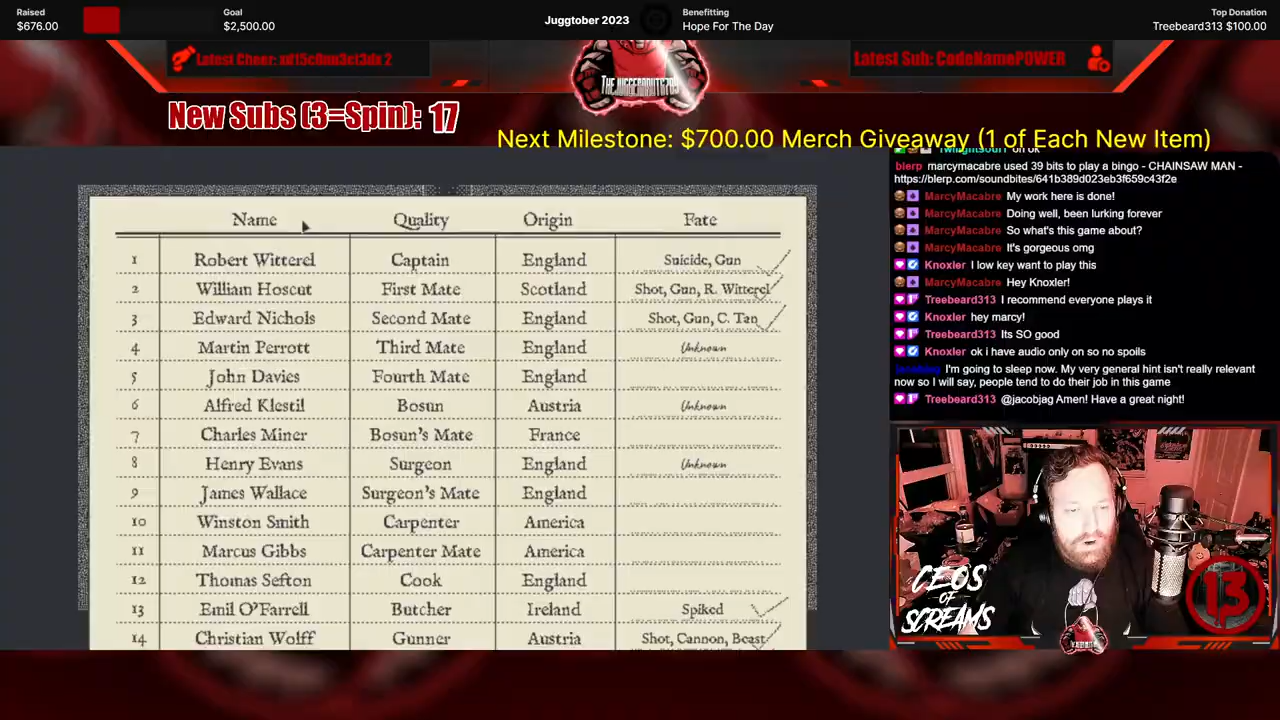 Raised
$676.00
Goal
$2,500.00
Juggtober 2023
Benefitting
Hope For The Day
Top Donation
Treebeard313 $100.00
Latest Cheer:
Latest Sub: CodeNamePOWER
THEJUGGERNAUT6789
New Subs (3=Spin): 17
Next Milestone: $700.00 Merch Giveaway (1 of Each New Item)
Name Quality Origin Fate
1 Robert Witterel Captain England Suicide, Gun
2 William Hoscut First Mate Scotland Shot, Gun, R. Witterel
3 Edward Nichols Second Mate England Shot, Gun, C. Tan
4 Martin Perrott Third Mate England Unknown
5 John Davies Fourth Mate England
6 Alfred Klestil Bosun Austria Unknown
7 Charles Miner Bosun's Mate France
8 Henry Evans Surgeon England Unknown
9 James Wallace Surgeon's Mate England
10 Winston Smith Carpenter America
11 Marcus Gibbs Carpenter Mate America
12 Thomas Sefton Cook England
13 Emil O'Farrell Butcher Ireland Spiked
14 Christian Wolff Gunner Austria Shot, Cannon, Beast
blerp marcymacabre used 39 bits to play a bingo - CHAINSAW MAN -
https://blerp.com/soundbites/641b389d023eb3f659c43f2e
MarcyMacabre My work here is done!
MarcyMacabre Doing well, been lurking forever
MarcyMacabre So what's this game about?
MarcyMacabre It's gorgeous omg
Knoxler I low key want to play this
MarcyMacabre Hey Knoxler!
Treebeard313 I recommend everyone plays it
Knoxler hey marcy!
Treebeard313 Its SO good
Knoxler ok i have audio only on so no spoils
jacobjag I'm going to sleep now. My very general hint isn't really relevant
now so I will say, people tend to do their job in this game
Treebeard313 @jacobjag Amen! Have a great night!
CEOS
OF
SCREAMS
13